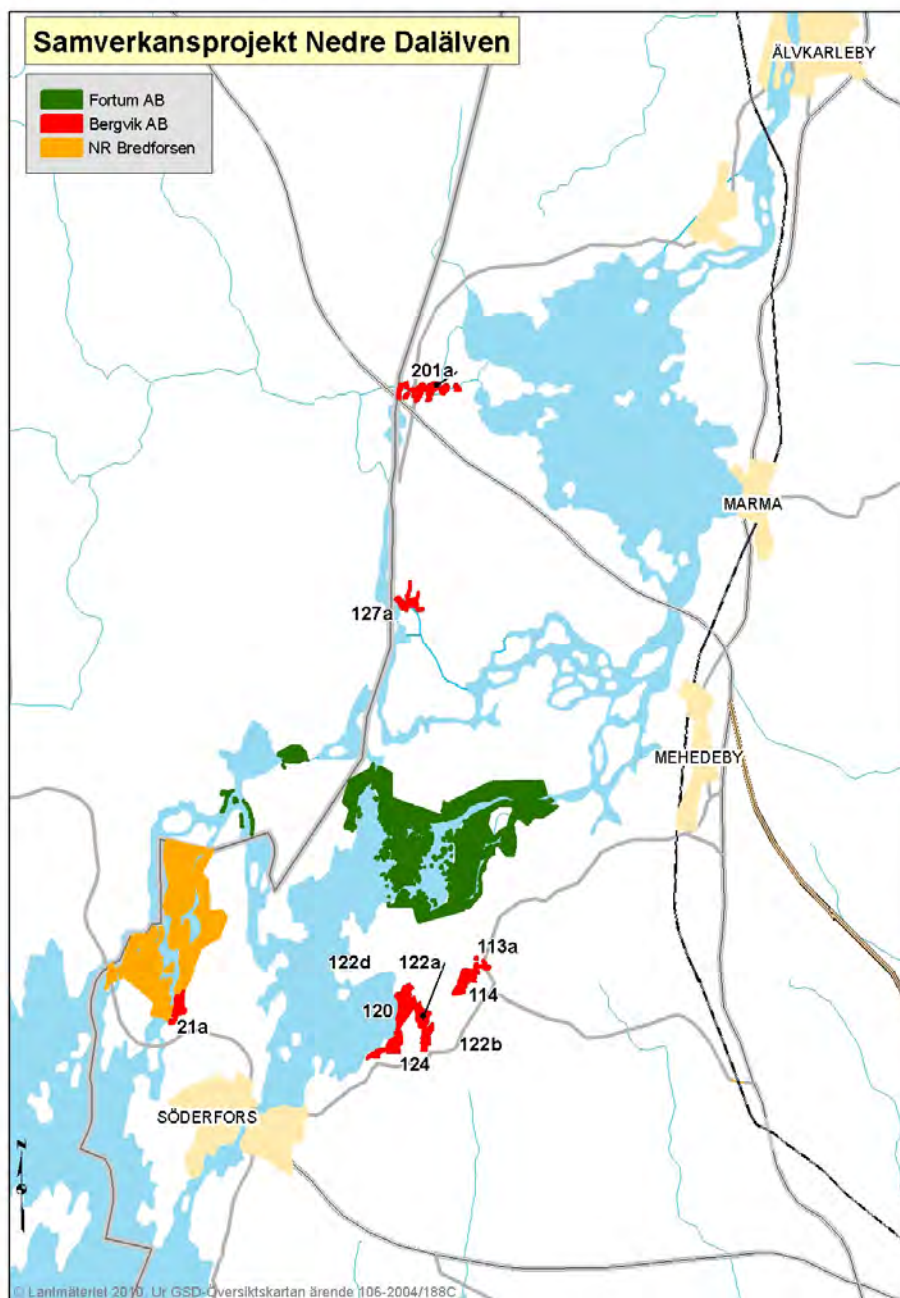 Samverkansprojekt Nedre Dalälven
ÄLVKARLEBY
Fortum AB
Bergvik AB
NR Bredforsen
201a
MARMA
127a
MEHEDEBY
113a
122d
122a
114
120
21a
122b
124
SÖDERFORS
N
© Lantmäteriet 2010. Ur GSD-Översiktskartan ärende 106-2004/188C